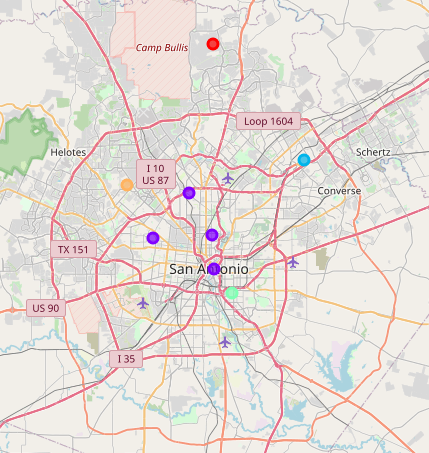 Camp Bullis
Loop 1604
Helotes
Schertz
I 10
US 87
Converse
TX 151
San Antonio
US 90
I 35